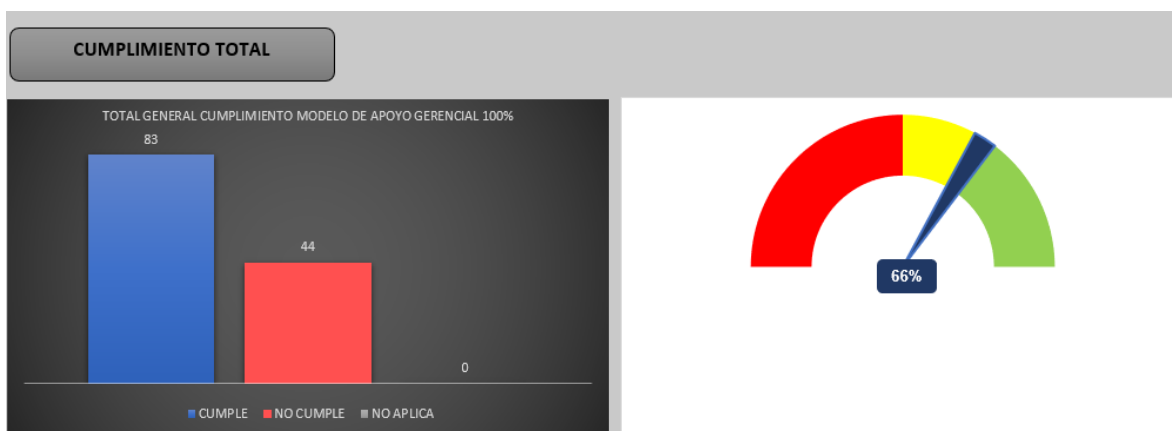 CUMPLIMIENTO TOTAL
TOTAL GENERAL CUMPLIMIENTO MODELO DE APOYO GERENCIAL 100%
83
44
0
CUMPLE NO CUMPLE NO APLICA
66%